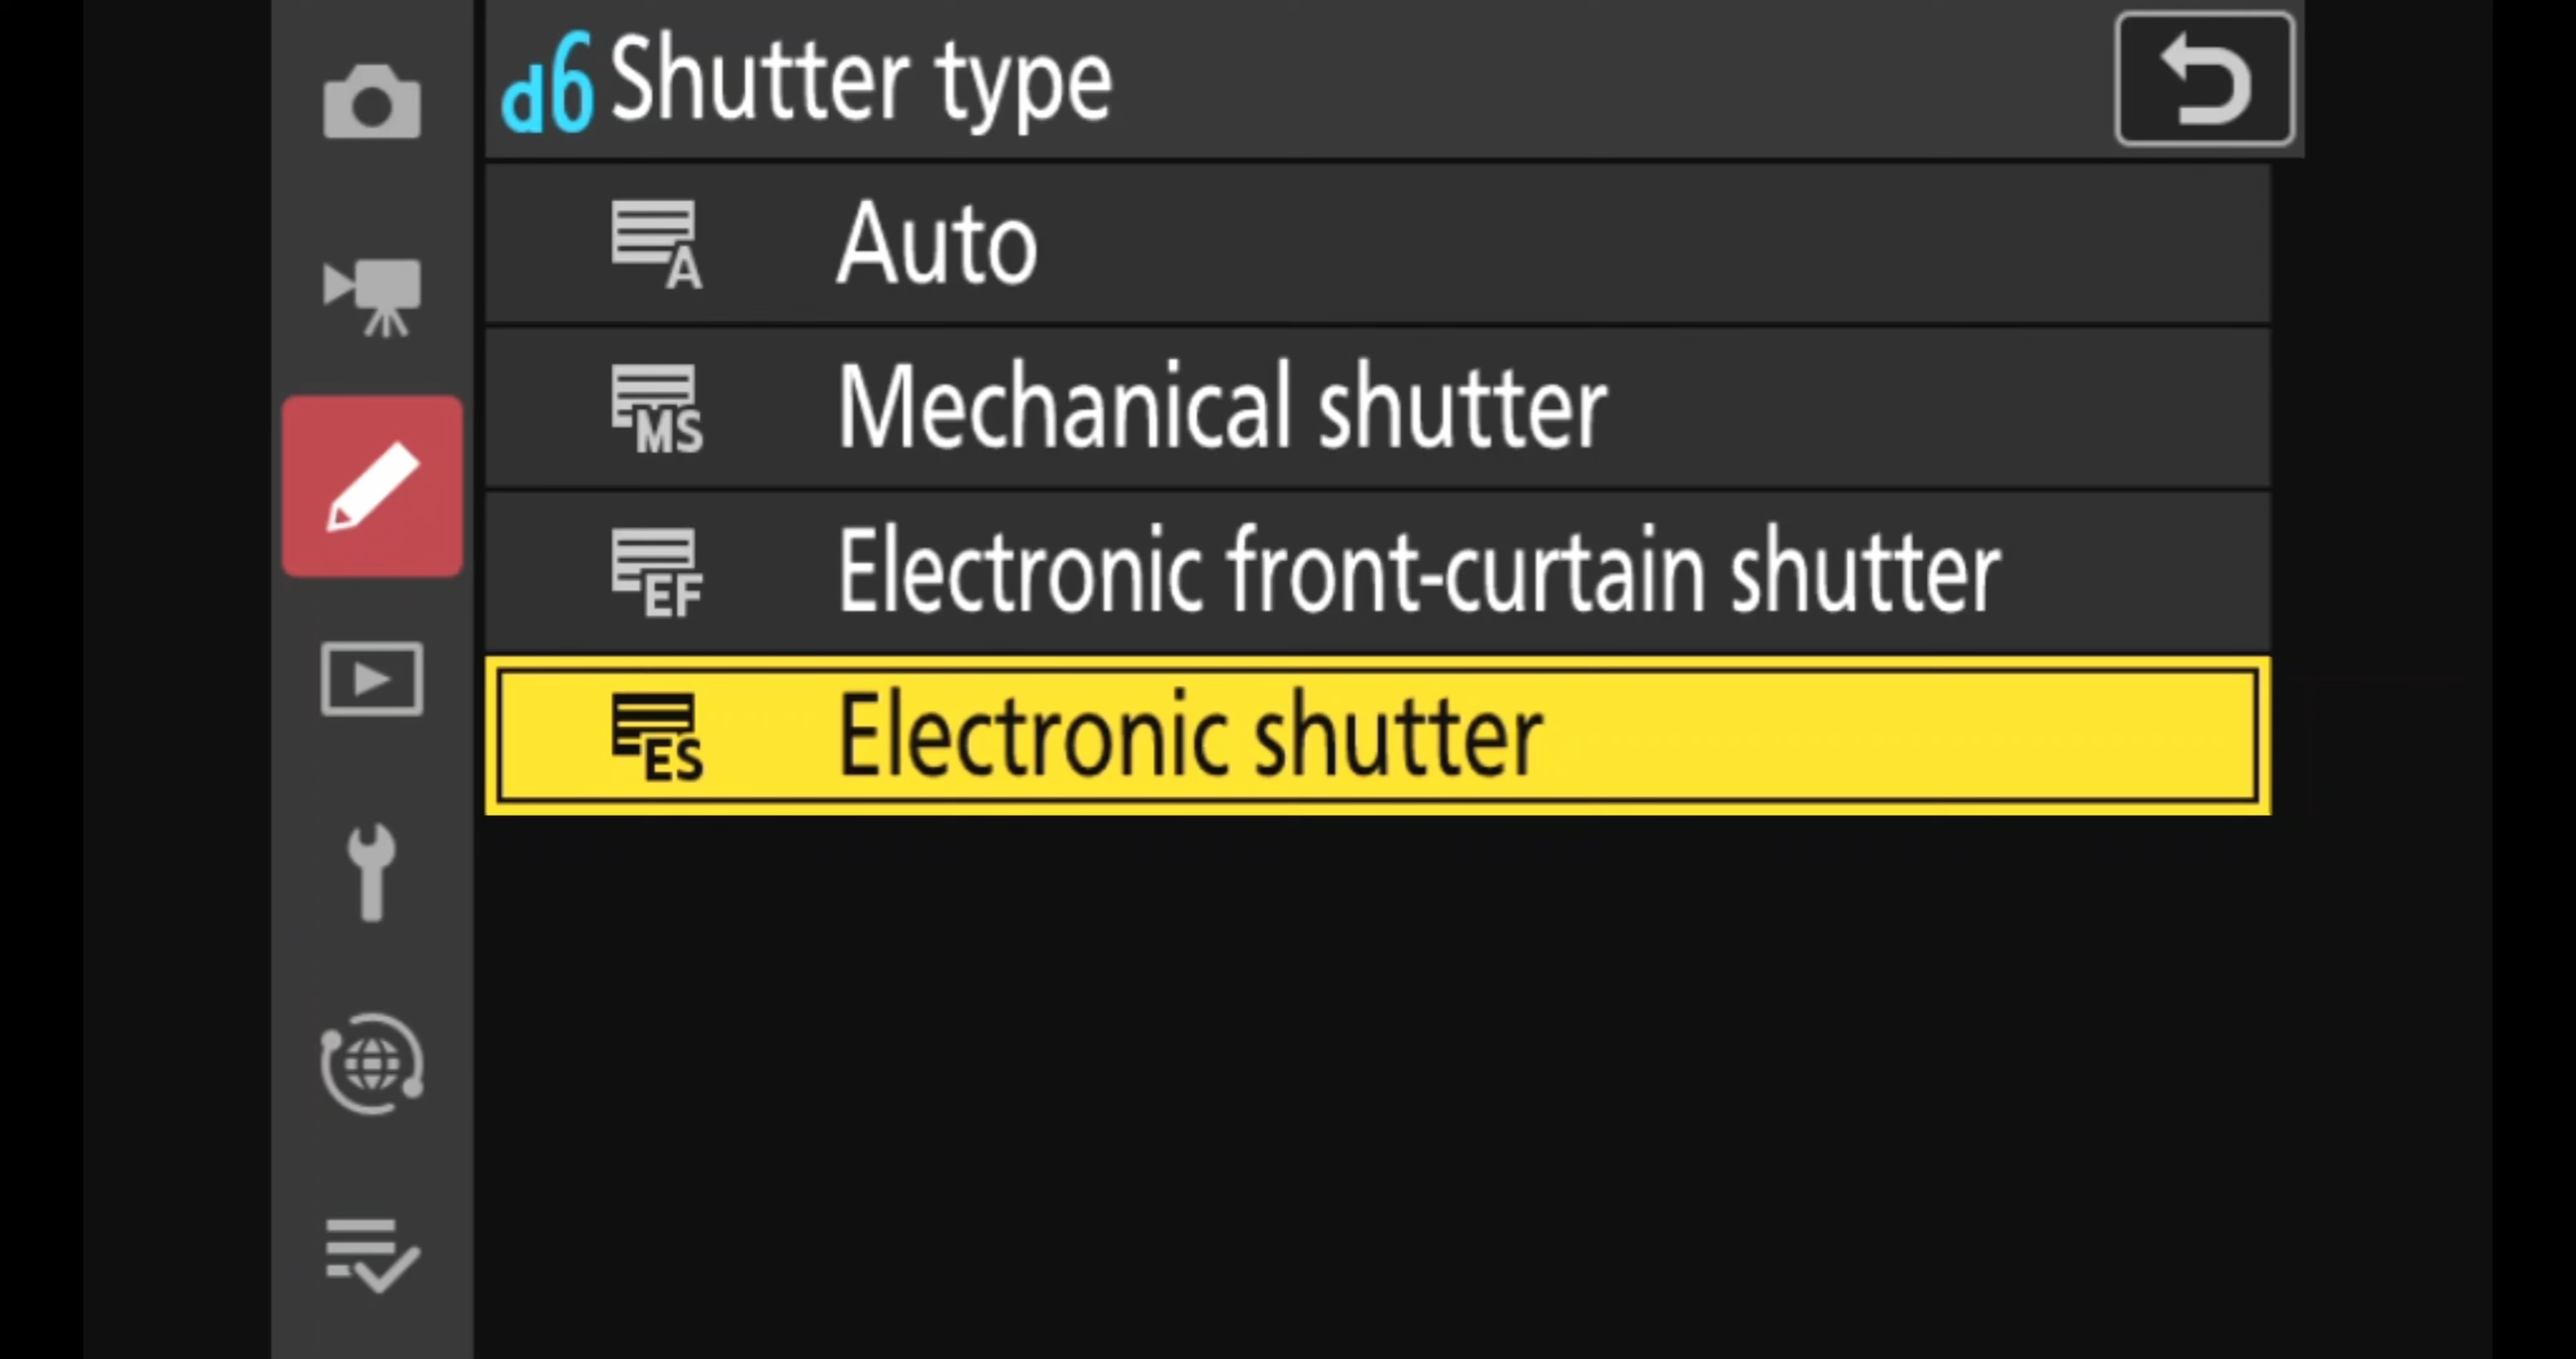 d6 Shutter type
A Auto
MS Mechanical shutter
EF Electronic front-curtain shutter
ES Electronic shutter